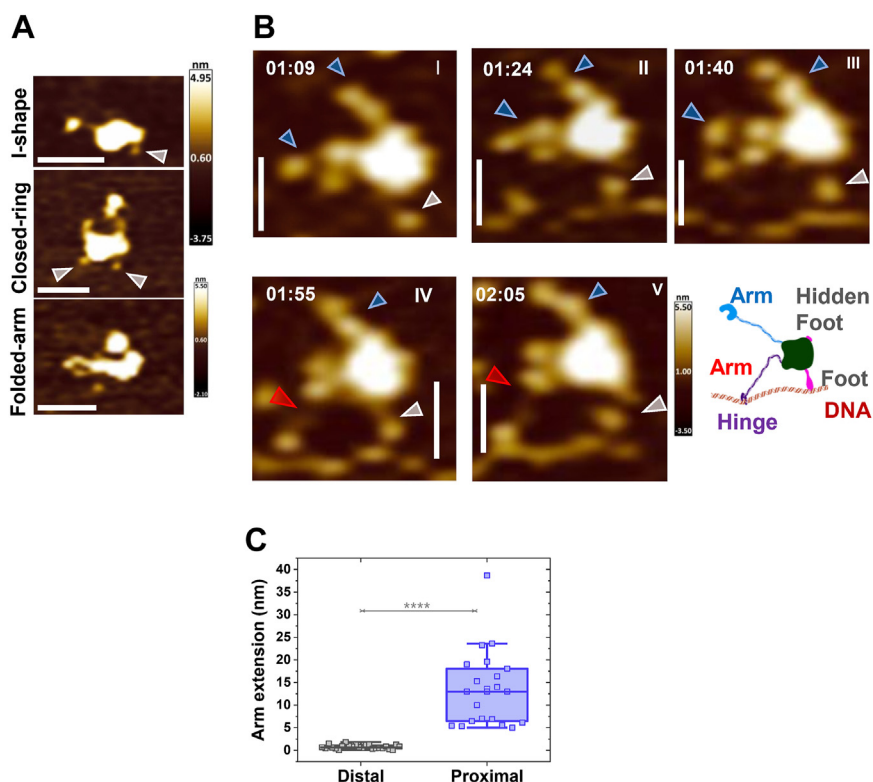 A
I-shape
Closed-ring
Folded-arm
nm
4.95
0.60
-3.75
nm
5.50
0.60
-2.10
B
01:09
I
01:24
II
01:40
III
01:55
IV
02:05
V
nm
5.50
1.00
-3.50
Arm
Hidden
Foot
Arm
Foot
Hinge
DNA
C
Arm extension (nm)
40
35
30
25
20
15
10
5
0
****
Distal
Proximal